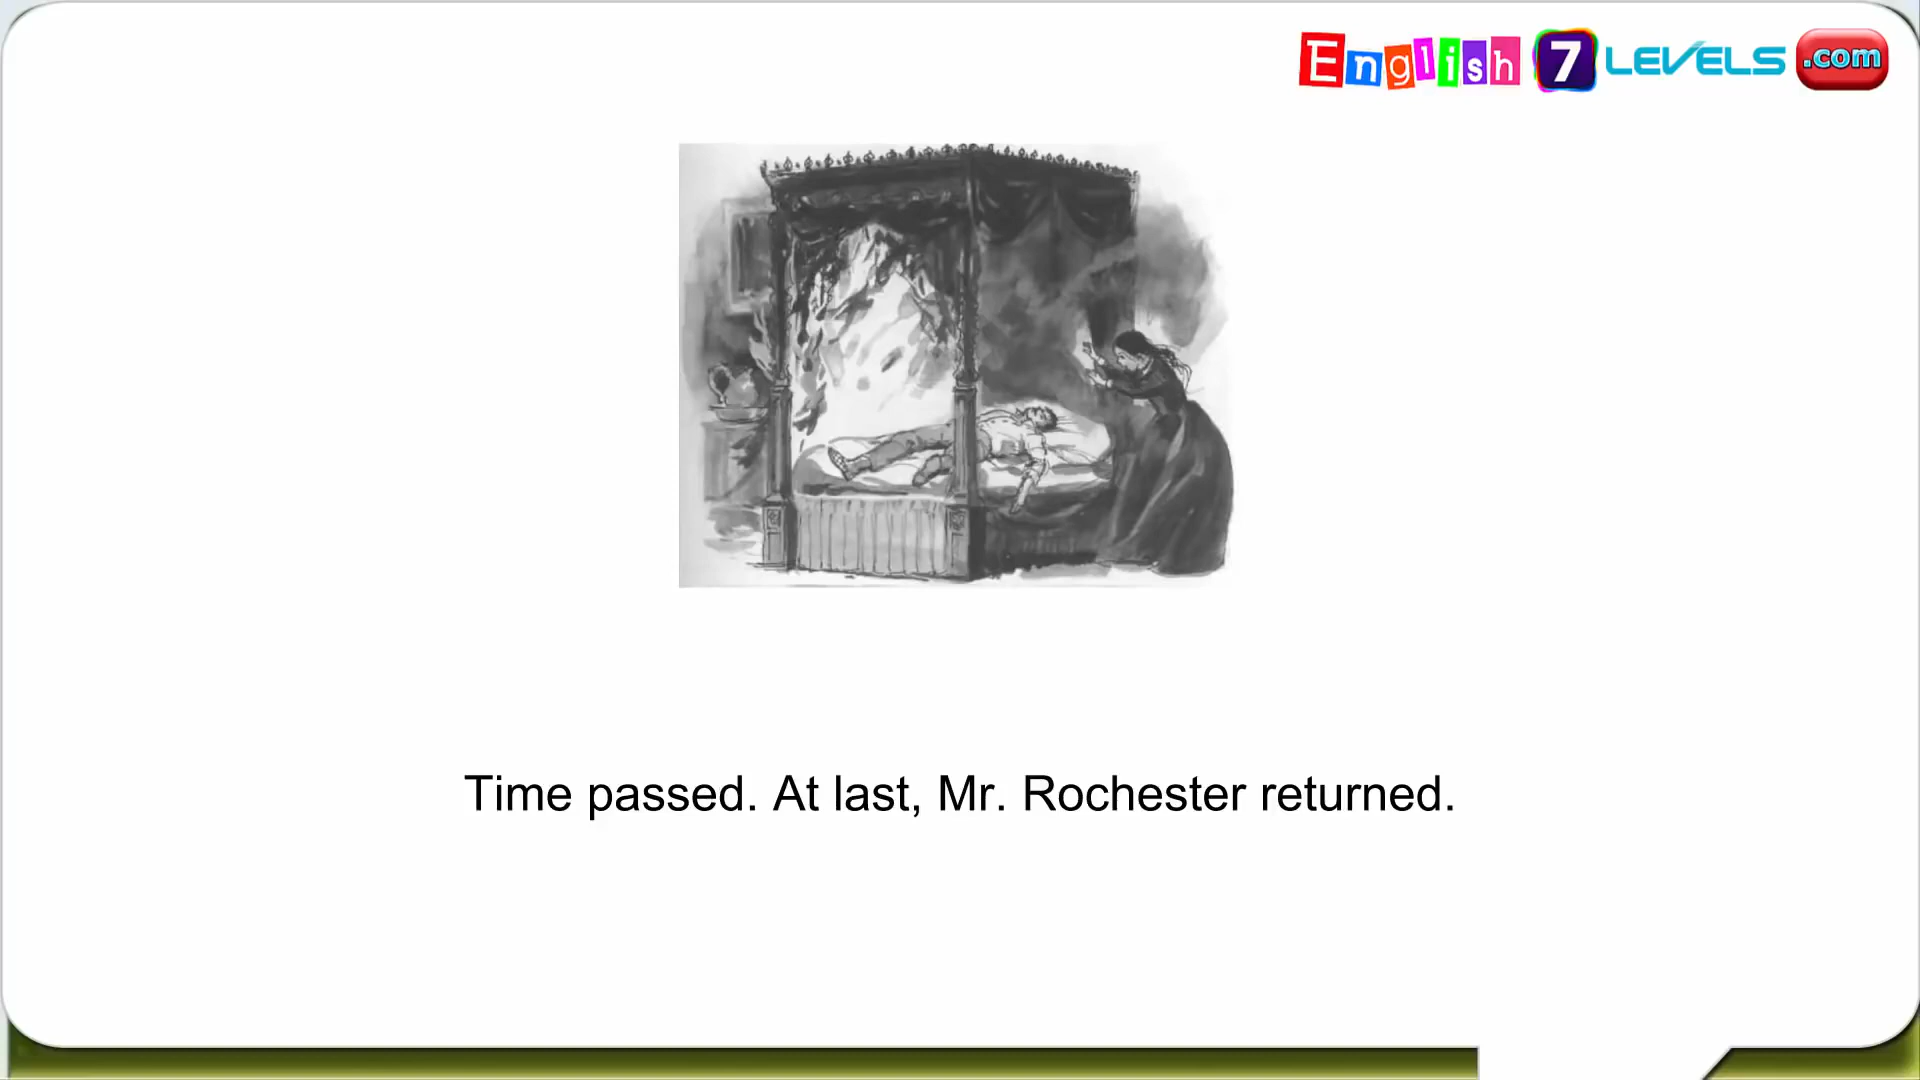 English 7 LEVELS .com
Time passed. At last, Mr. Rochester returned.